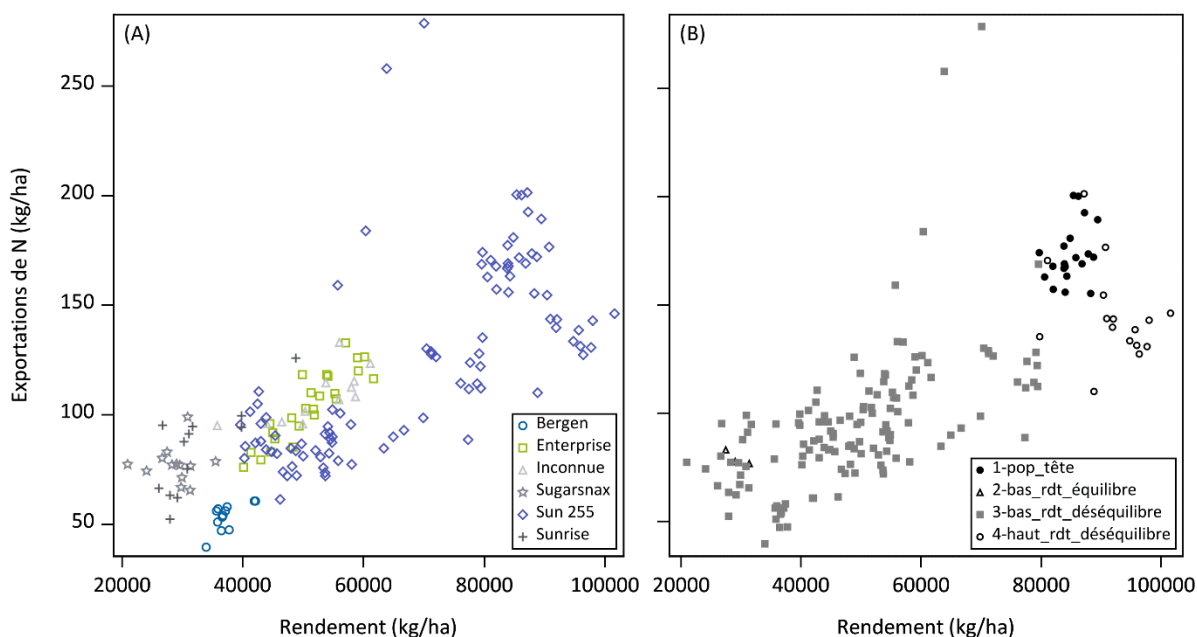 (A)
(B)
Exportations de N (kg/ha)
250
200
150
100
50
Bergen
Enterprise
Inconnue
Sugarsnax
Sun 255
Sunrise
1-pop_tête
2-bas_rdt_équilibre
3-bas_rdt_déséquilibre
4-haut_rdt_déséquilibre
20000 40000 60000 80000 100000
20000 40000 60000 80000 100000
Rendement (kg/ha)
Rendement (kg/ha)